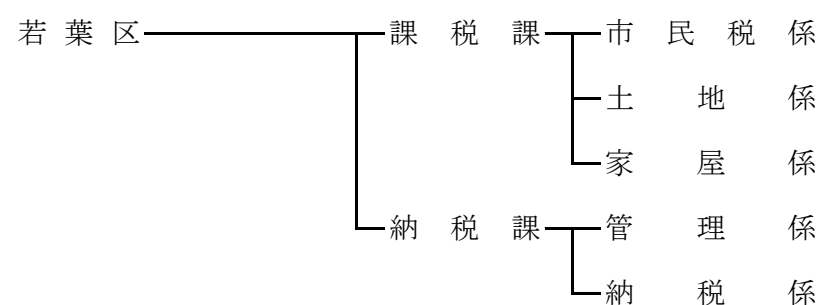 若葉区 課税課 市民税係
土地係
家屋係
納税課 管理係
納税係